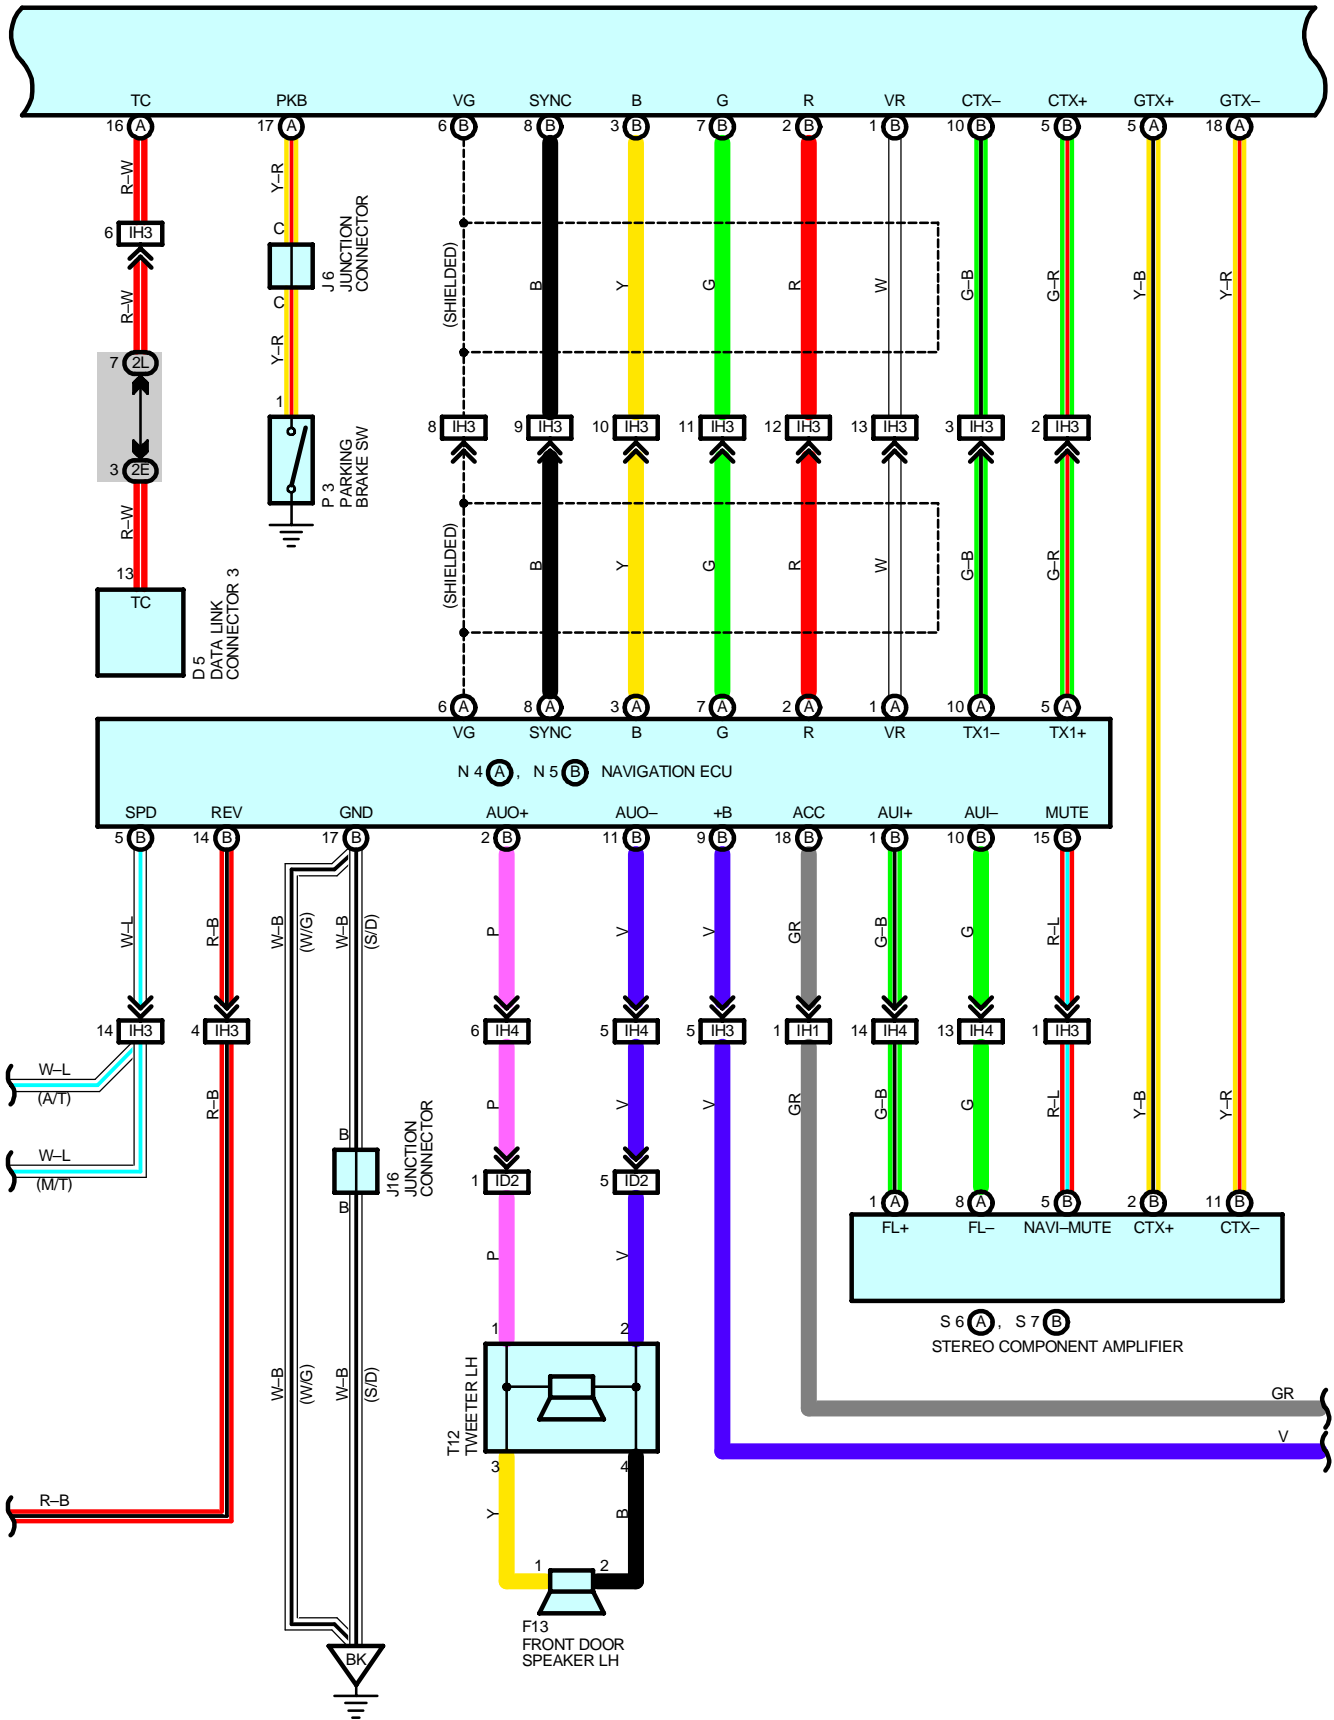 TC PKB VG SYNC B G R VR CTX– CTX+ GTX+ GTX–
16 A 17 A 6 B 8 B 3 B 7 B 2 B 1 B 10 B 5 B 5 A 18 A
R–W Y–R
6 IH3 C
J 6 JUNCTION CONNECTOR
(SHIELDED) B Y G R W G–B G–R Y–B Y–R
R–W C
Y–R
7 2L
1
8 IH3 9 IH3 10 IH3 11 IH3 12 IH3 13 IH3 3 IH3 2 IH3
3 2E
P 3 PARKING BRAKE SW
R–W
(SHIELDED) B Y G R W G–B G–R
13
TC
D 5 DATA LINK CONNECTOR 3
6 A 8 A 3 A 7 A 2 A 1 A 10 A 5 A
VG SYNC B G R VR TX1– TX1+
N 4 A , N 5 B NAVIGATION ECU
SPD REV GND AUO+ AUO– +B ACC AUI+ AUI– MUTE
5 B 14 B 17 B 2 B 11 B 9 B 18 B 1 B 10 B 15 B
W–L R–B W–B (W/G) W–B (S/D) P V V GR G–B G R–L
14 IH3 4 IH3 6 IH4 5 IH4 5 IH3 1 IH1 14 IH4 13 IH4 1 IH3
W–L
(A/T)
R–B P V V GR G–B G R–L Y–B Y–R
B
J16 JUNCTION CONNECTOR
W–L
(M/T)
B
1 ID2 5 ID2
1 A 8 A 5 B 2 B 11 B
FL+ FL– NAVI–MUTE CTX+ CTX–
P V
S 6 A , S 7 B
STEREO COMPONENT AMPLIFIER
1 2
W–B (W/G) W–B (S/D)
T12 TWEETER LH
GR
V
3 4
R–B
Y B
1 2
F13
FRONT DOOR
SPEAKER LH
BK